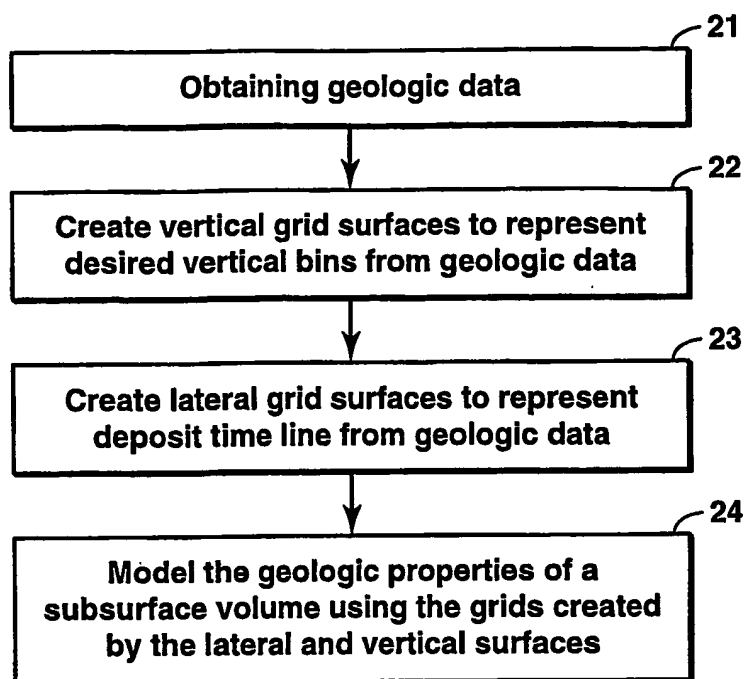 21
Obtaining geologic data
22
Create vertical grid surfaces to represent
desired vertical bins from geologic data
23
Create lateral grid surfaces to represent
deposit time line from geologic data
24
Model the geologic properties of a
subsurface volume using the grids created
by the lateral and vertical surfaces